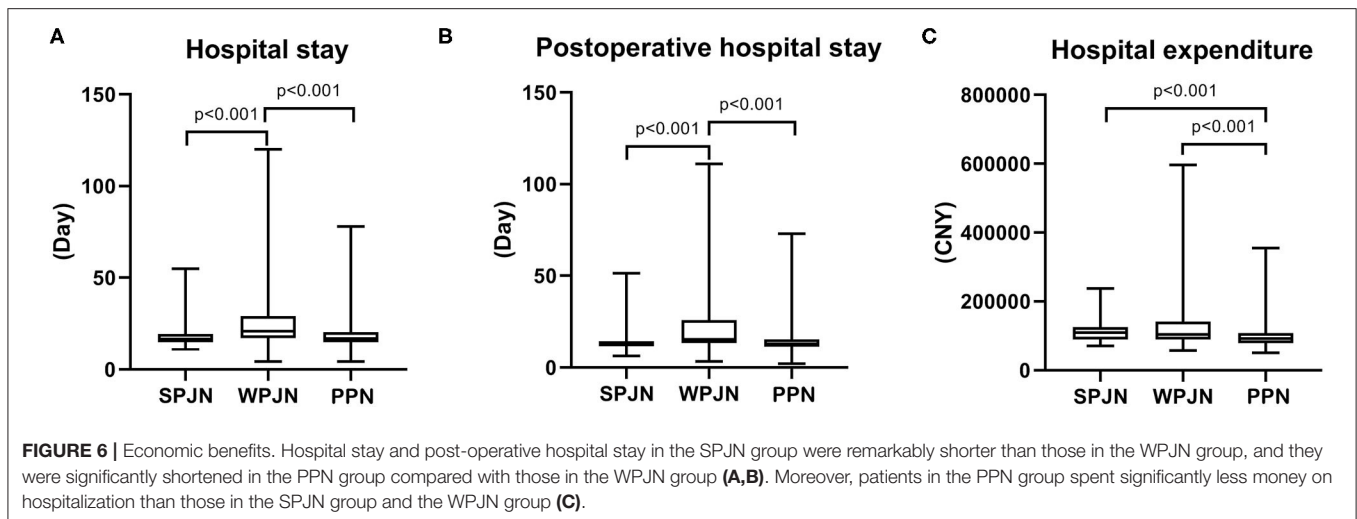 A
Hospital stay
(Day)
150
100
50
0
p<0.001
p<0.001
SPJN WPJN PPN
B
Postoperative hospital stay
(Day)
150
100
50
0
p<0.001
p<0.001
SPJN WPJN PPN
C
Hospital expenditure
(CNY)
800000
600000
400000
200000
0
p<0.001
p<0.001
SPJN WPJN PPN
FIGURE 6 | Economic benefits. Hospital stay and post-operative hospital stay in the SPJN group were remarkably shorter than those in the WPJN group, and they
were significantly shortened in the PPN group compared with those in the WPJN group (A,B). Moreover, patients in the PPN group spent significantly less money on
hospitalization than those in the SPJN group and the WPJN group (C).